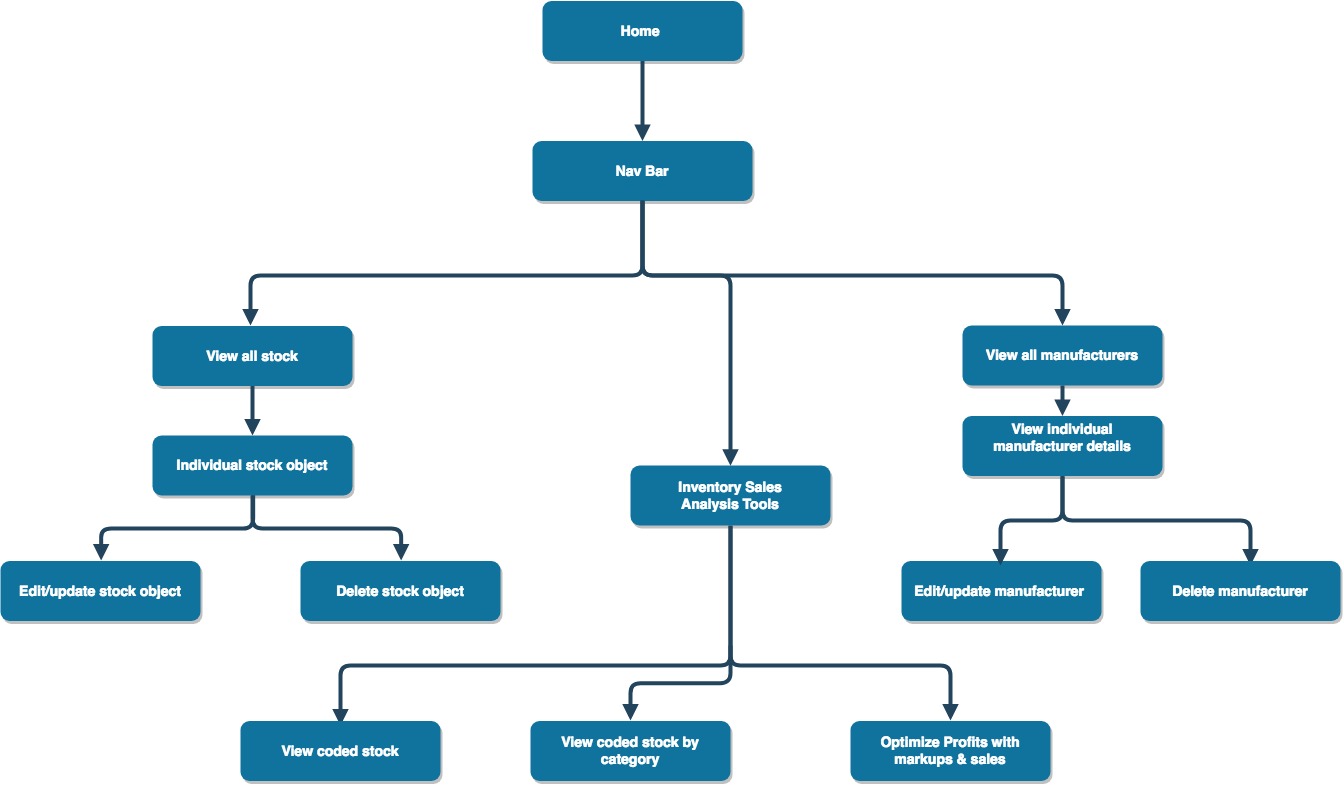 Home
Nav Bar
View all stock
View all manufacturers
View Individual
manufacturer details
Individual stock object
Inventory Sales
Analysis Tools
Edit/update stock object
Delete stock object
Edit/update manufacturer
Delete manufacturer
View coded stock
View coded stock by
category
Optimize Profits with
markups & sales